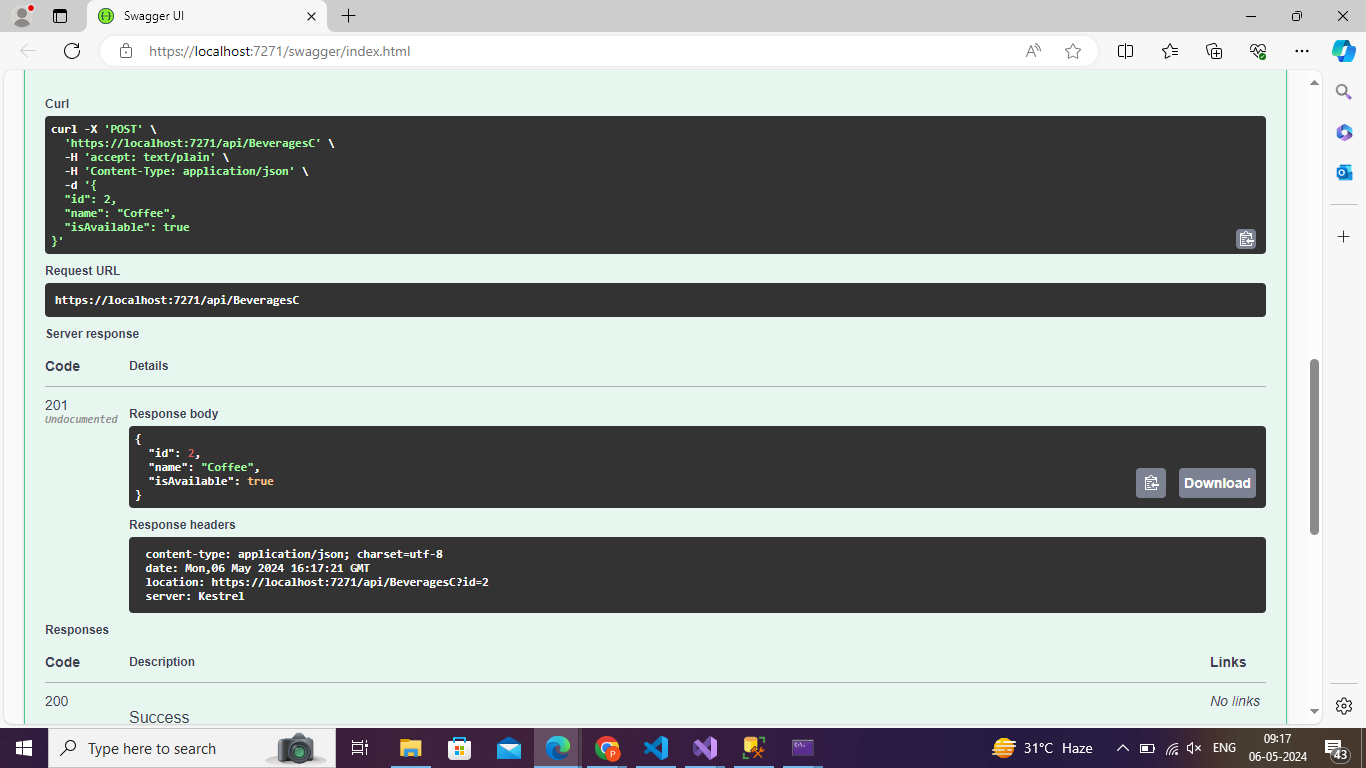 Swagger UI
https://localhost:7271/swagger/index.html
Curl
curl -X 'POST' \
'https://localhost:7271/api/BeveragesC' \
-H 'accept: text/plain' \
-H 'Content-Type: application/json' \
-d '{
"id": 2,
"name": "Coffee",
"isAvailable": true
}'
Request URL
https://localhost:7271/api/BeveragesC
Server response
Code Details
201
Undocumented
Response body
{
"id": 2,
"name": "Coffee",
"isAvailable": true
}
Download
Response headers
content-type: application/json; charset=utf-8
date: Mon,06 May 2024 16:17:21 GMT
location: https://localhost:7271/api/BeveragesC?id=2
server: Kestrel
Responses
Code Description Links
200 No links
Success
Type here to search
31°C Haze
ENG
09:17
06-05-2024
43